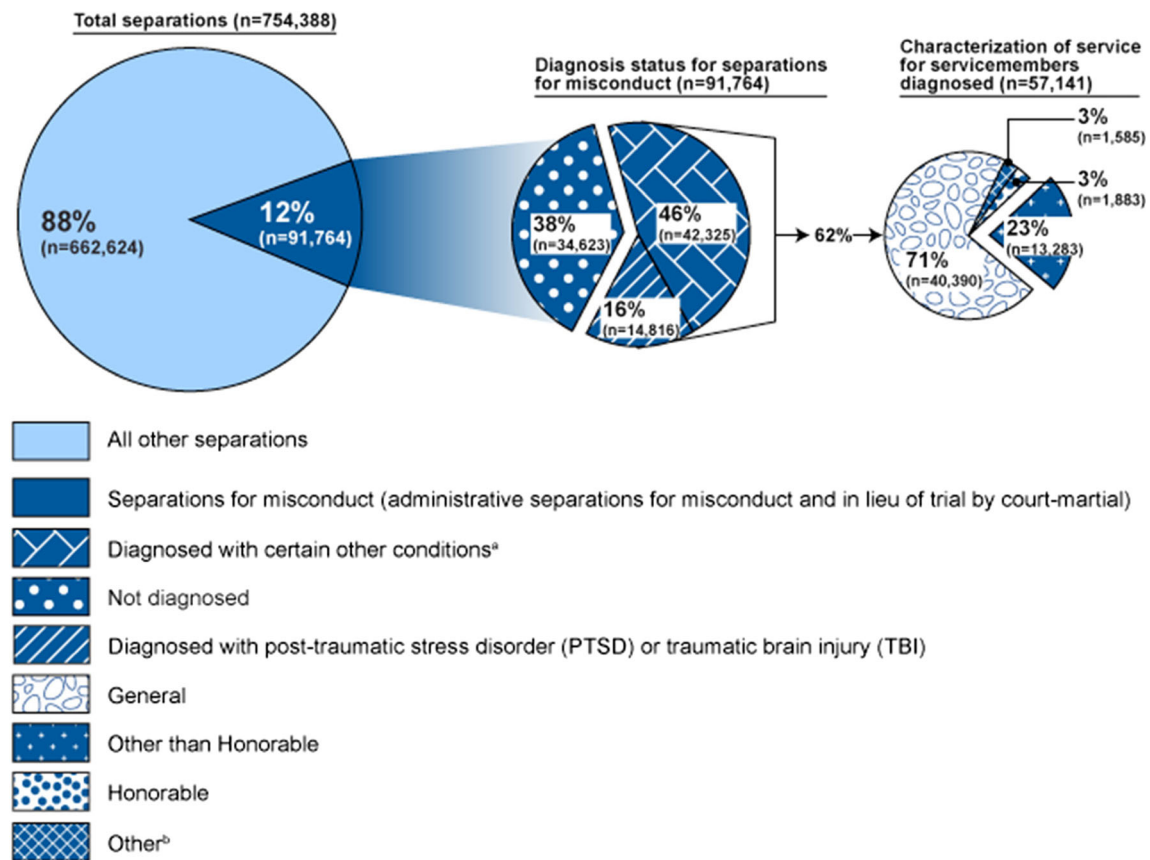 Total separations (n=754,388)
88%
(n=662,624)
12%
(n=91,764)
Diagnosis status for separations
for misconduct (n=91,764)
38%
(n=34,623)
46%
(n=42,325)
16%
(n=14,816)
62%
Characterization of service
for servicemembers
diagnosed (n=57,141)
3%
(n=1,585)
3%
(n=1,883)
23%
(n=13,283)
71%
(n=40,390)
All other separations
Separations for misconduct (administrative separations for misconduct and in lieu of trial by court-martial)
Diagnosed with certain other conditionsᵃ
Not diagnosed
Diagnosed with post-traumatic stress disorder (PTSD) or traumatic brain injury (TBI)
General
Other than Honorable
Honorable
Otherᵇ